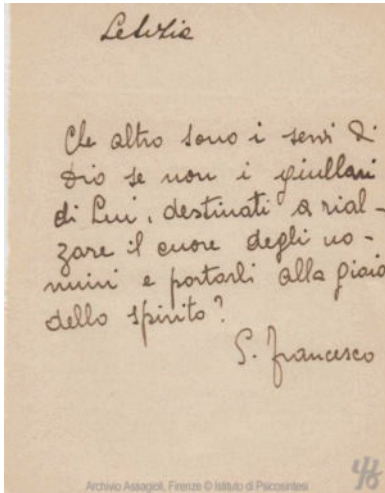 Letizia
Che altro sono i servi di
Dio se non i giullari
di Lui, destinati a rial-
zare il cuore degli uo-
mini e portarli alla gioia
dello spirito?
S. Francesco
Archivio Assagioli, Firenze © Istituto di Psicosintesi